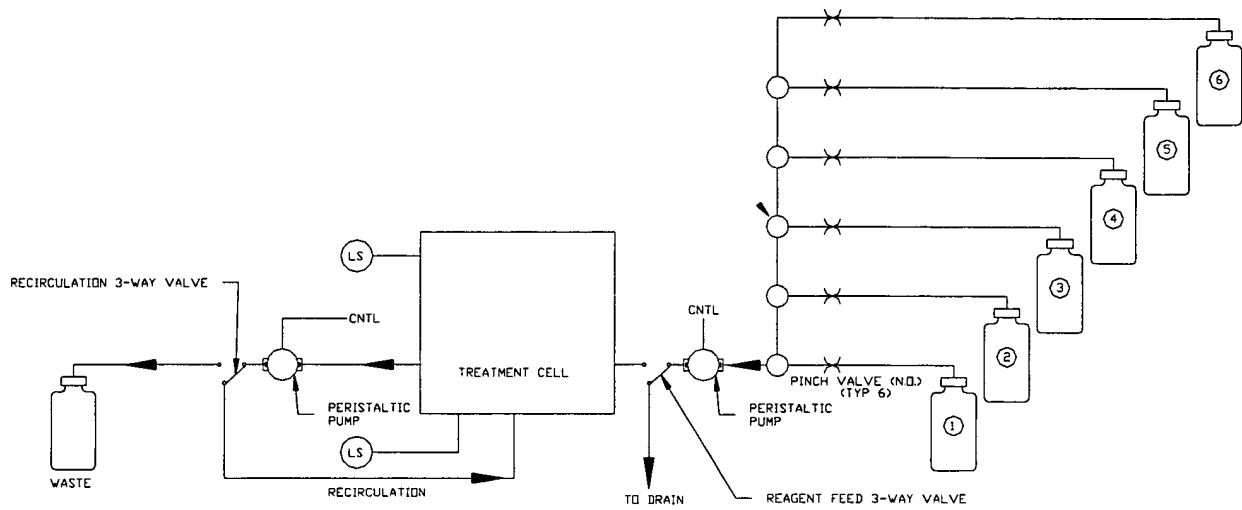 6
5
4
3
2
1
LS
RECIRCULATION 3-WAY VALVE
CNTL
CNTL
TREATMENT CELL
PINCH VALVE (N.O.)
(TYP 6)
PERISTALTIC
PUMP
PERISTALTIC
PUMP
LS
WASTE
RECIRCULATION
TO DRAIN
REAGENT FEED 3-WAY VALVE